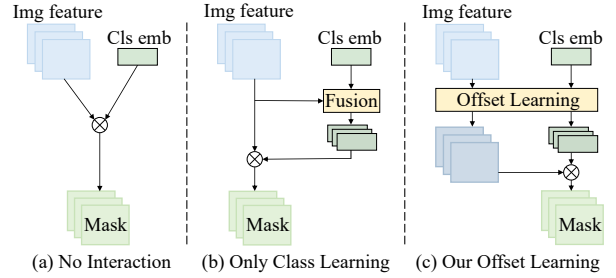 Img feature
Cls emb
Mask
(a) No Interaction
Img feature
Cls emb
Fusion
Mask
(b) Only Class Learning
Img feature
Cls emb
Offset Learning
Mask
(c) Our Offset Learning